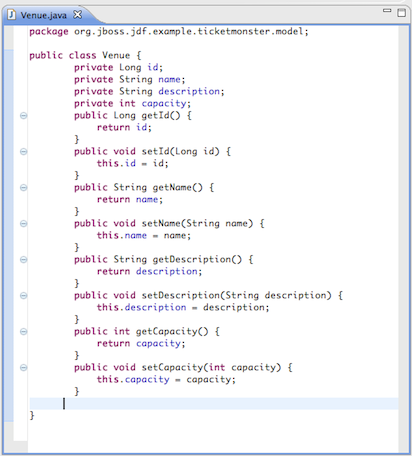 Venue.java
package org.jboss.jdf.example.ticketmonster.model;
public class Venue {
private Long id;
private String name;
private String description;
private int capacity;
public Long getId() {
return id;
}
public void setId(Long id) {
this.id = id;
}
public String getName() {
return name;
}
public void setName(String name) {
this.name = name;
}
public String getDescription() {
return description;
}
public void setDescription(String description) {
this.description = description;
}
public int getCapacity() {
return capacity;
}
public void setCapacity(int capacity) {
this.capacity = capacity;
}
}